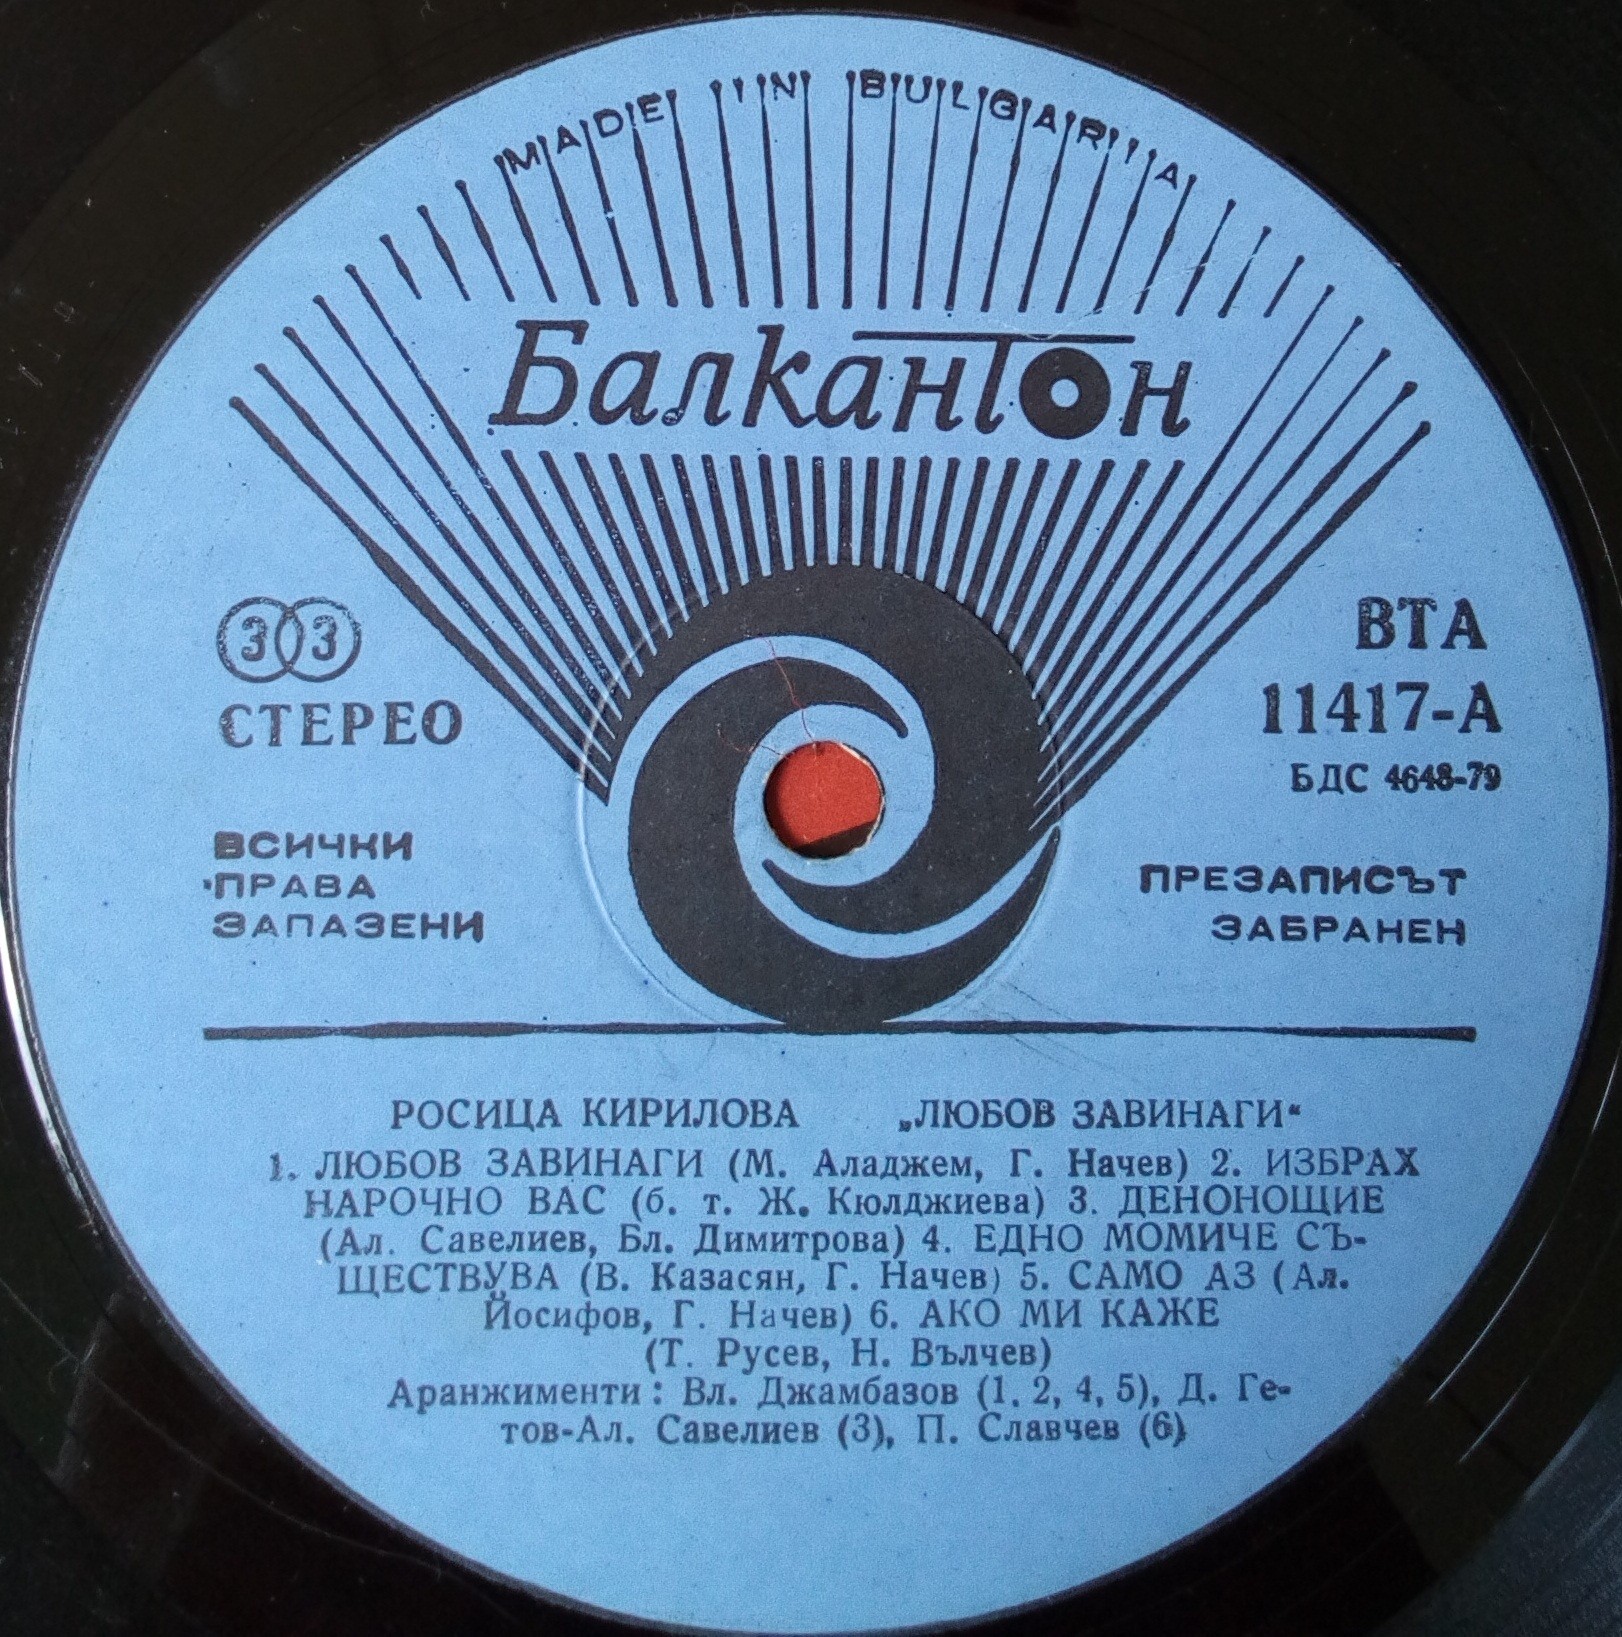 MADE IN BULGARIA
Балкантон
33
СТЕРЕО
ВТА
11417-А
БДС 4648-79
ВСИЧКИ
ПРАВА
ЗАПАЗЕНИ
ПРЕЗАПИСЪТ
ЗАБРАНЕН
РОСИЦА КИРИЛОВА „ЛЮБОВ ЗАВИНАГИ“
1. ЛЮБОВ ЗАВИНАГИ (М. Аладжем, Г. Начев) 2. ИЗБРАХ
НАРОЧНО ВАС (б. т. Ж. Кюлджиева) 3. ДЕНОНОЩИЕ
(Ал. Савелиев, Бл. Димитрова) 4. ЕДНО МОМИЧЕ СЪ-
ЩЕСТВУВА (В. Казасян, Г. Начев) 5. САМО АЗ (Ал.
Йосифов, Г. Начев) 6. АКО МИ КАЖЕ
(Т. Русев, Н. Вълчев)
Аранжименти: Вл. Джамбазов (1, 2, 4, 5), Д. Ге-
тов-Ал. Савелиев (3), П. Славчев (6)